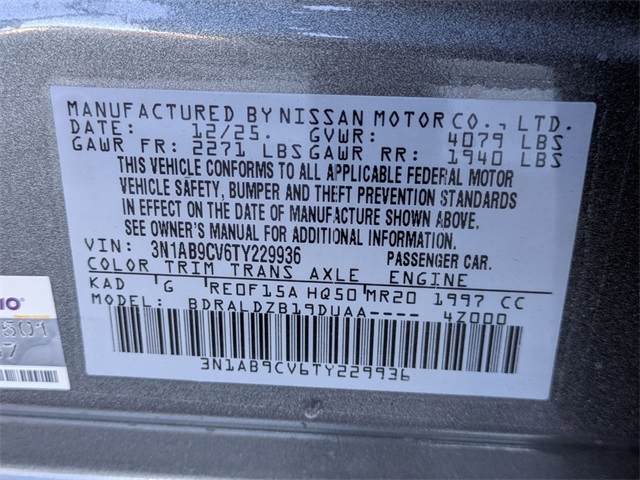 MANUFACTURED BY NISSAN MOTOR CO., LTD.
DATE: 12/25. GVWR: 4079 LBS
GAWR FR: 2271 LBS GAWR RR: 1940 LBS
THIS VEHICLE CONFORMS TO ALL APPLICABLE FEDERAL MOTOR
VEHICLE SAFETY, BUMPER AND THEFT PREVENTION STANDARDS
IN EFFECT ON THE DATE OF MANUFACTURE SHOWN ABOVE.
SEE OWNER'S MANUAL FOR ADDITIONAL INFORMATION.
VIN: 3N1AB9CV6TY229936 PASSENGER CAR.
COLOR TRIM TRANS AXLE ENGINE
KAD G RE0F15A HQ50 MR20 1997 CC
MODEL: BDRALDZB19DUAA---- 4Z000
3N1AB9CV6TY229936
501
7